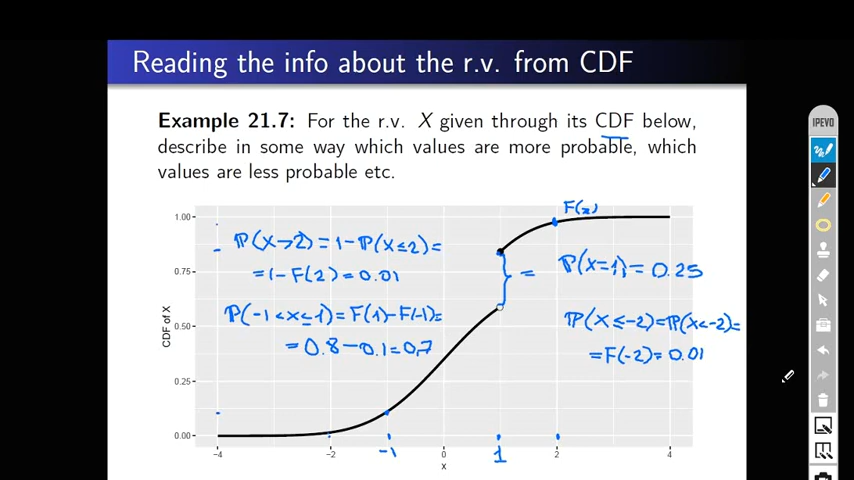 Reading the info about the r.v. from CDF
Example 21.7: For the r.v. X given through its CDF below,
describe in some way which values are more probable, which
values are less probable etc.
IPEVO
F(x)
1.00
0.75
0.50
0.25
0.00
CDF of X
P(X>2)=1-P(X≤2)=
=1-F(2)=0.01
P(-1<X≤1)=F(1)-F(-1)=
=0.8-0.1=0.7
= P(X=1)=0.25
P(X≤-2)=P(X<-2)=
=F(-2)=0.01
-4
-2
0
2
4
-1
1
x